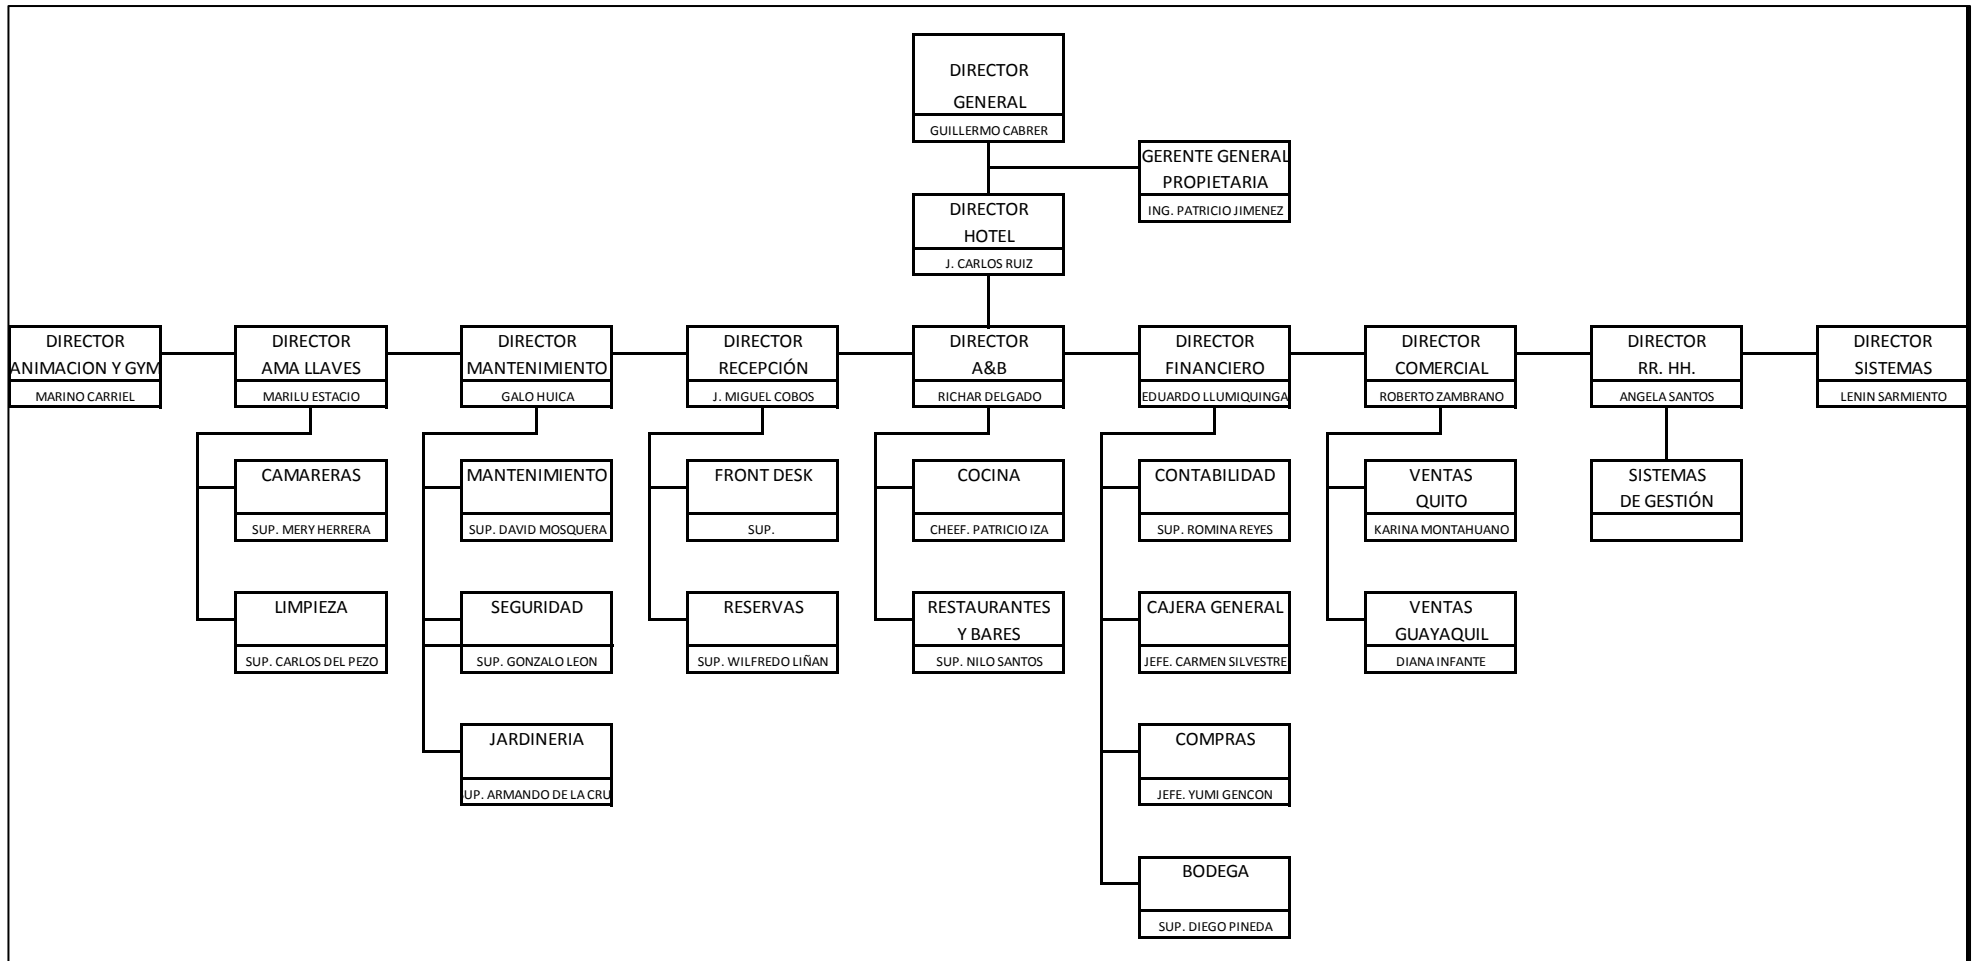 DIRECTOR
GENERAL
GUILLERMO CABRER
GERENTE GENERAL
PROPIETARIA
ING. PATRICIO JIMENEZ
DIRECTOR
HOTEL
J. CARLOS RUIZ
DIRECTOR
ANIMACION Y GYM
MARINO CARRIEL
DIRECTOR
AMA LLAVES
MARILU ESTACIO
DIRECTOR
MANTENIMIENTO
GALO HUICA
DIRECTOR
RECEPCIÓN
J. MIGUEL COBOS
DIRECTOR
A&B
RICHAR DELGADO
DIRECTOR
FINANCIERO
EDUARDO LLUMIQUINGA
DIRECTOR
COMERCIAL
ROBERTO ZAMBRANO
DIRECTOR
RR. HH.
ANGELA SANTOS
DIRECTOR
SISTEMAS
LENIN SARMIENTO
CAMARERAS
SUP. MERY HERRERA
MANTENIMIENTO
SUP. DAVID MOSQUERA
FRONT DESK
SUP.
COCINA
CHEEF. PATRICIO IZA
CONTABILIDAD
SUP. ROMINA REYES
VENTAS
QUITO
KARINA MONTAHUANO
SISTEMAS
DE GESTIÓN
LIMPIEZA
SUP. CARLOS DEL PEZO
SEGURIDAD
SUP. GONZALO LEON
RESERVAS
SUP. WILFREDO LIÑAN
RESTAURANTES
Y BARES
SUP. NILO SANTOS
CAJERA GENERAL
JEFE. CARMEN SILVESTRE
VENTAS
GUAYAQUIL
DIANA INFANTE
JARDINERIA
UP. ARMANDO DE LA CRU
COMPRAS
JEFE. YUMI GENCON
BODEGA
SUP. DIEGO PINEDA